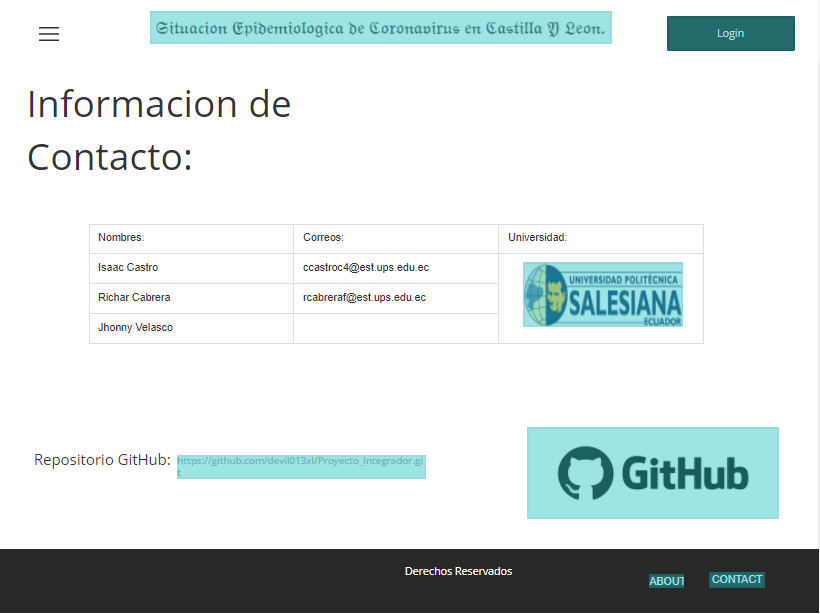 Situacion Epidemiologica de Coronavirus en Castilla Y Leon.
Login
Informacion de
Contacto:
Nombres: Correos: Universidad:
Isaac Castro ccastroc4@est.ups.edu.ec
Richar Cabrera rcabreraf@est.ups.edu.ec
Jhonny Velasco
UNIVERSIDAD POLITÉCNICA
SALESIANA
ECUADOR
Repositorio GitHub: https://github.com/devil013xl/Proyecto_Integrador.gi
t
GitHub
Derechos Reservados
ABOUT CONTACT